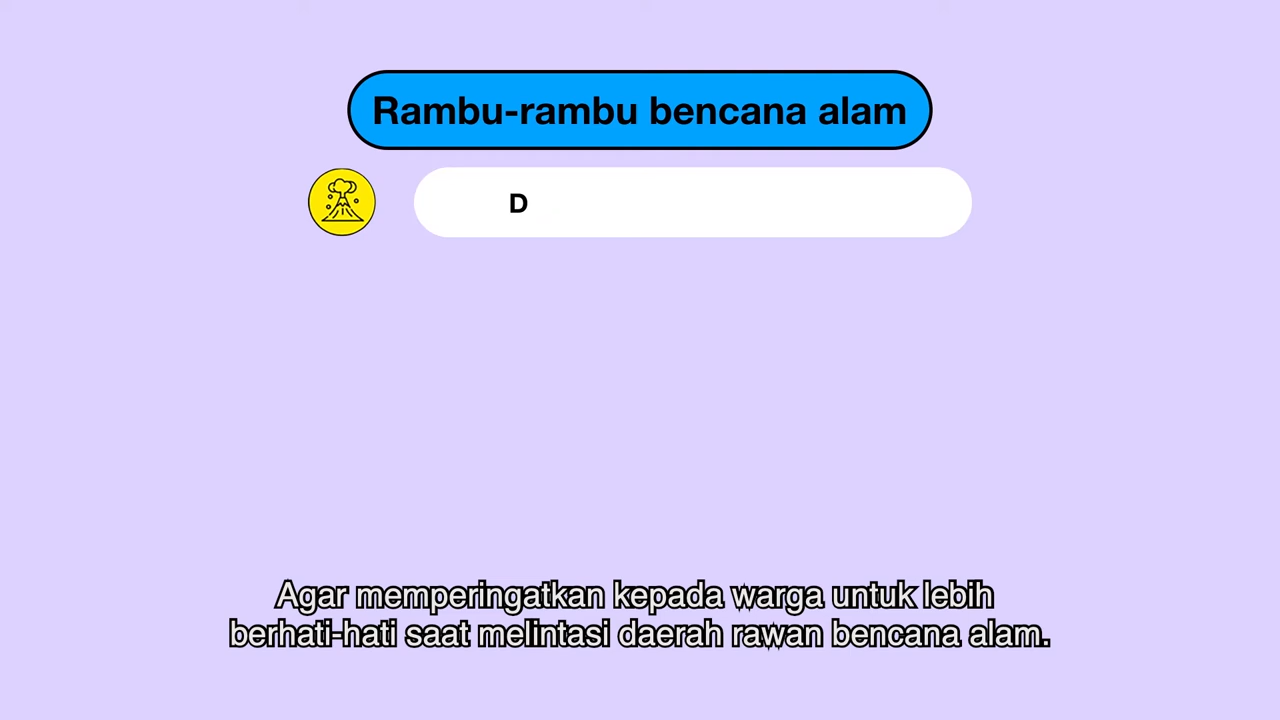 Rambu-rambu bencana alam
D
Agar memperingatkan kepada warga untuk lebih
berhati-hati saat melintasi daerah rawan bencana alam.